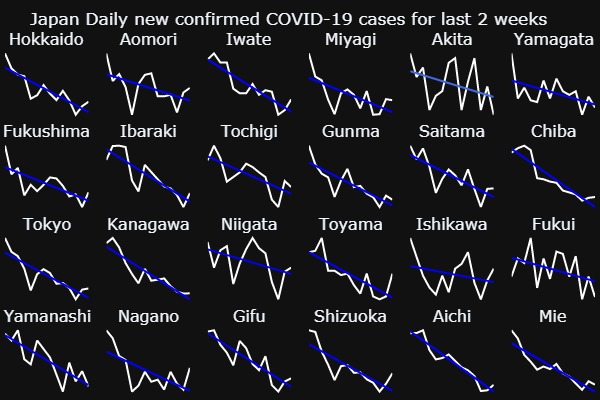 Japan Daily new confirmed COVID-19 cases for last 2 weeks
Hokkaido Aomori Iwate Miyagi Akita Yamagata
Fukushima Ibaraki Tochigi Gunma Saitama Chiba
Tokyo Kanagawa Niigata Toyama Ishikawa Fukui
Yamanashi Nagano Gifu Shizuoka Aichi Mie